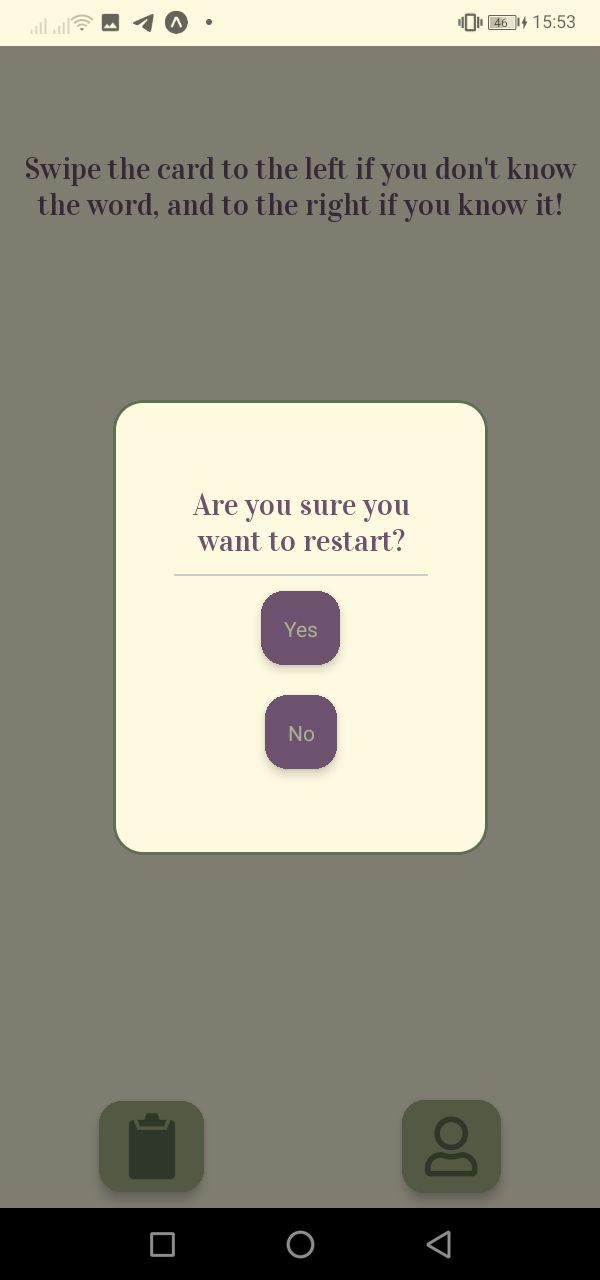 46 15:53
Swipe the card to the left if you don't know
the word, and to the right if you know it!
Are you sure you
want to restart?
Yes
No